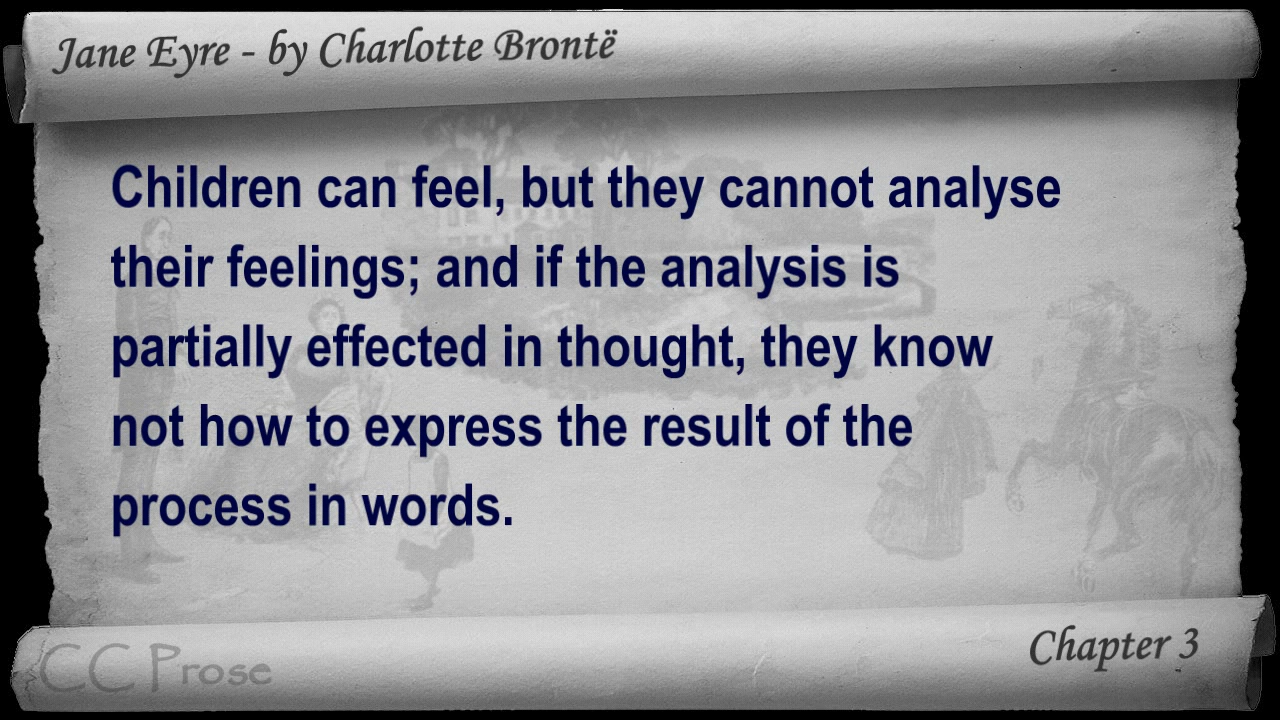 Jane Eyre - by Charlotte Brontë
Children can feel, but they cannot analyse
their feelings; and if the analysis is
partially effected in thought, they know
not how to express the result of the
process in words.
CC Prose
Chapter 3